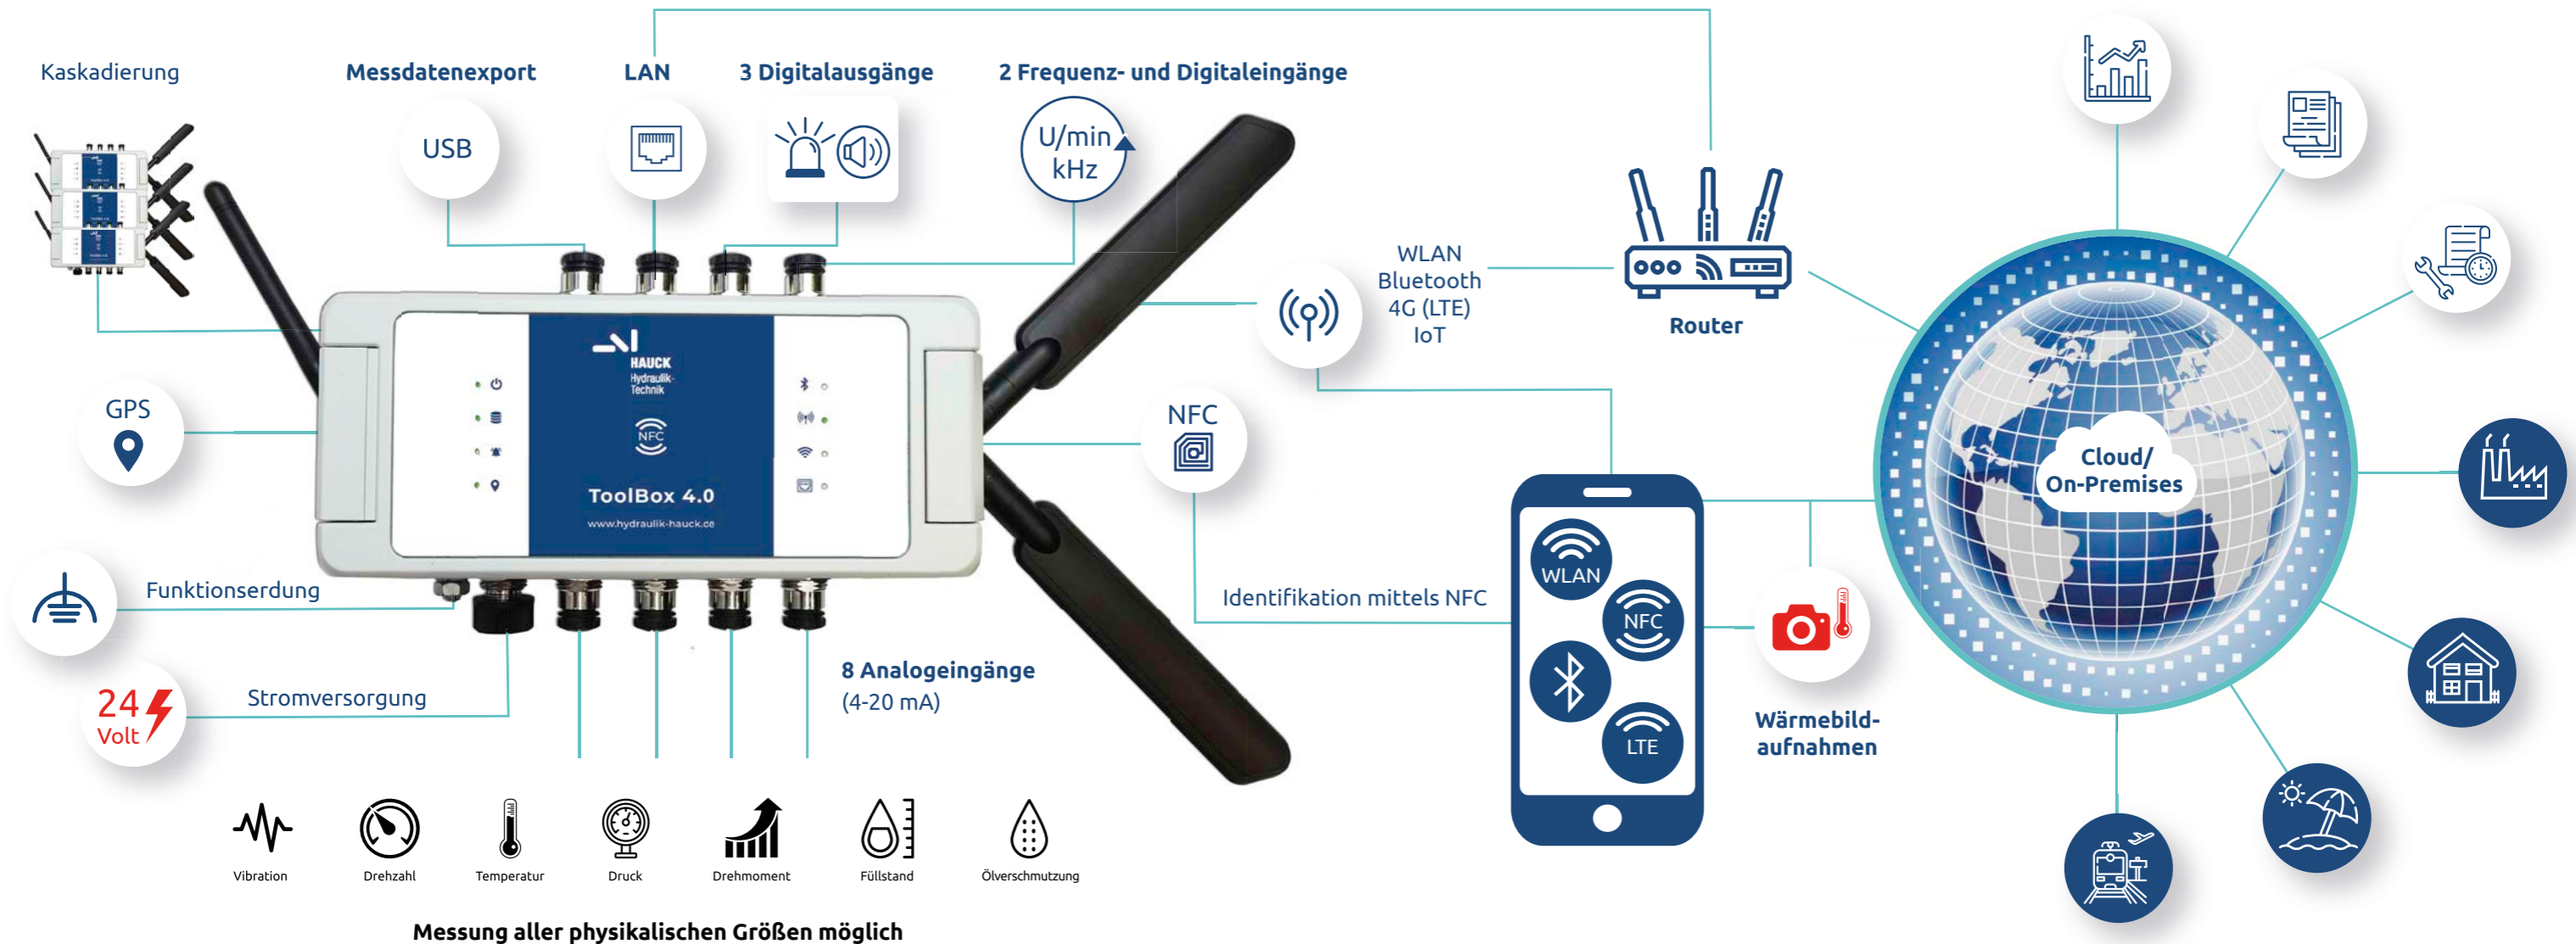 Kaskadierung
Messdatenexport
USB
LAN
3 Digitalausgänge
2 Frequenz- und Digitaleingänge
U/min
kHz
WLAN
Bluetooth
4G (LTE)
IoT
Router
GPS
HAUCK
Hydraulik-
Technik
NFC
ToolBox 4.0
www.hydraulik-hauck.de
NFC
Cloud/
On-Premises
Funktionserdung
Identifikation mittels NFC
WLAN
NFC
LTE
24
Volt
Stromversorgung
8 Analogeingänge
(4-20 mA)
Wärmebild-
aufnahmen
Vibration
Drehzahl
Temperatur
Druck
Drehmoment
Füllstand
Ölverschmutzung
Messung aller physikalischen Größen möglich